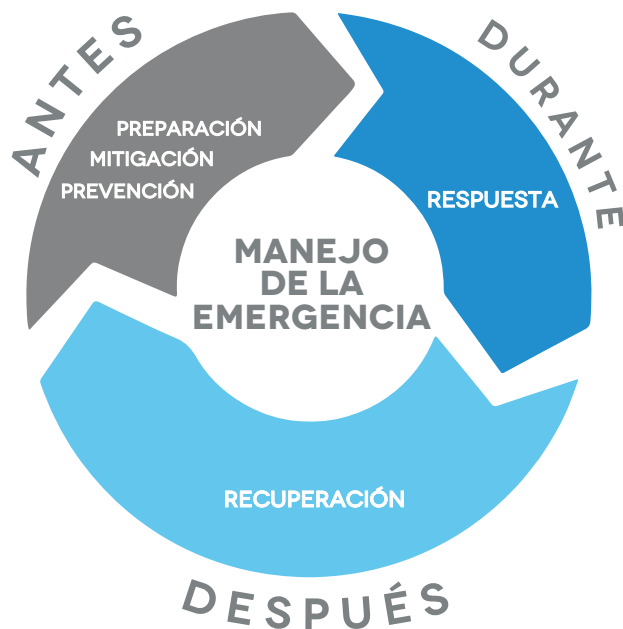 ANTES
PREPARACIÓN
MITIGACIÓN
PREVENCIÓN
DURANTE
RESPUESTA
MANEJO
DE LA
EMERGENCIA
RECUPERACIÓN
DESPUÉS